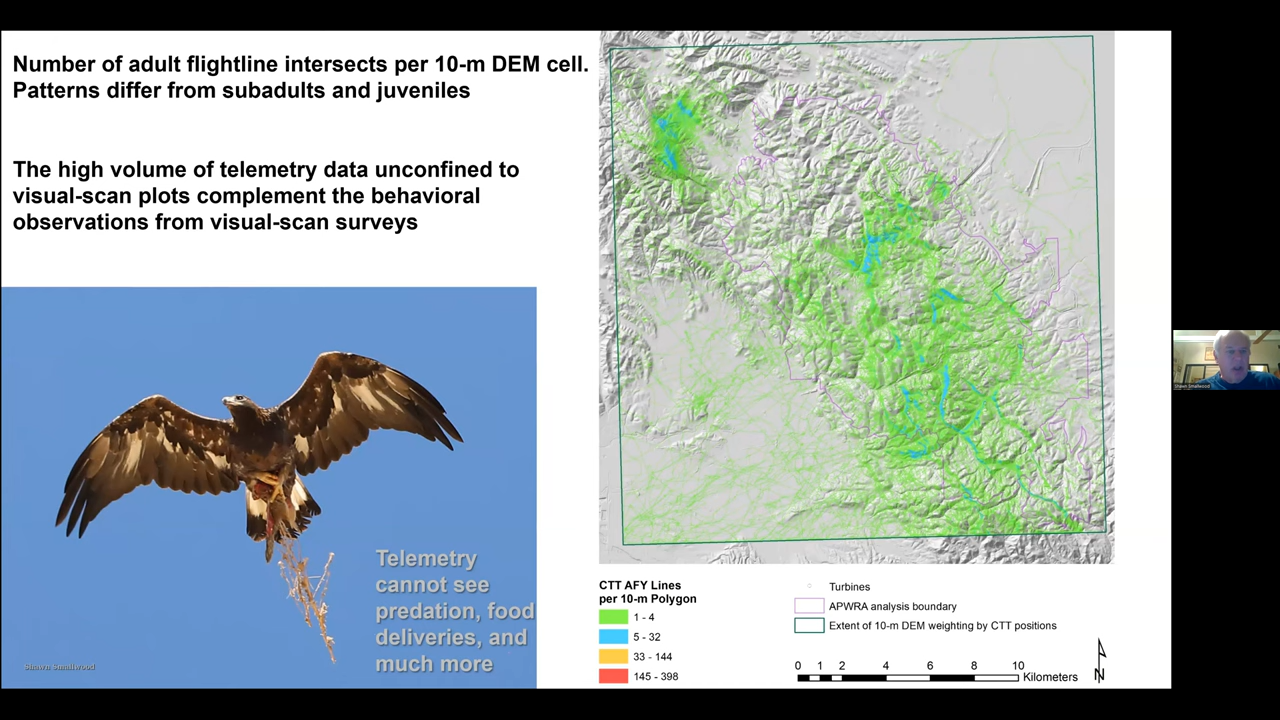 Number of adult flightline intersects per 10-m DEM cell.
Patterns differ from subadults and juveniles
The high volume of telemetry data unconfined to
visual-scan plots complement the behavioral
observations from visual-scan surveys
Telemetry
cannot see
predation, food
deliveries, and
much more
Shawn Smallwood
CTT AFY Lines
per 10-m Polygon
1 - 4
5 - 32
33 - 144
145 - 398
Turbines
APWRA analysis boundary
Extent of 10-m DEM weighting by CTT positions
0 1 2 4 6 8 10
Kilometers
N
Shawn Smallwood